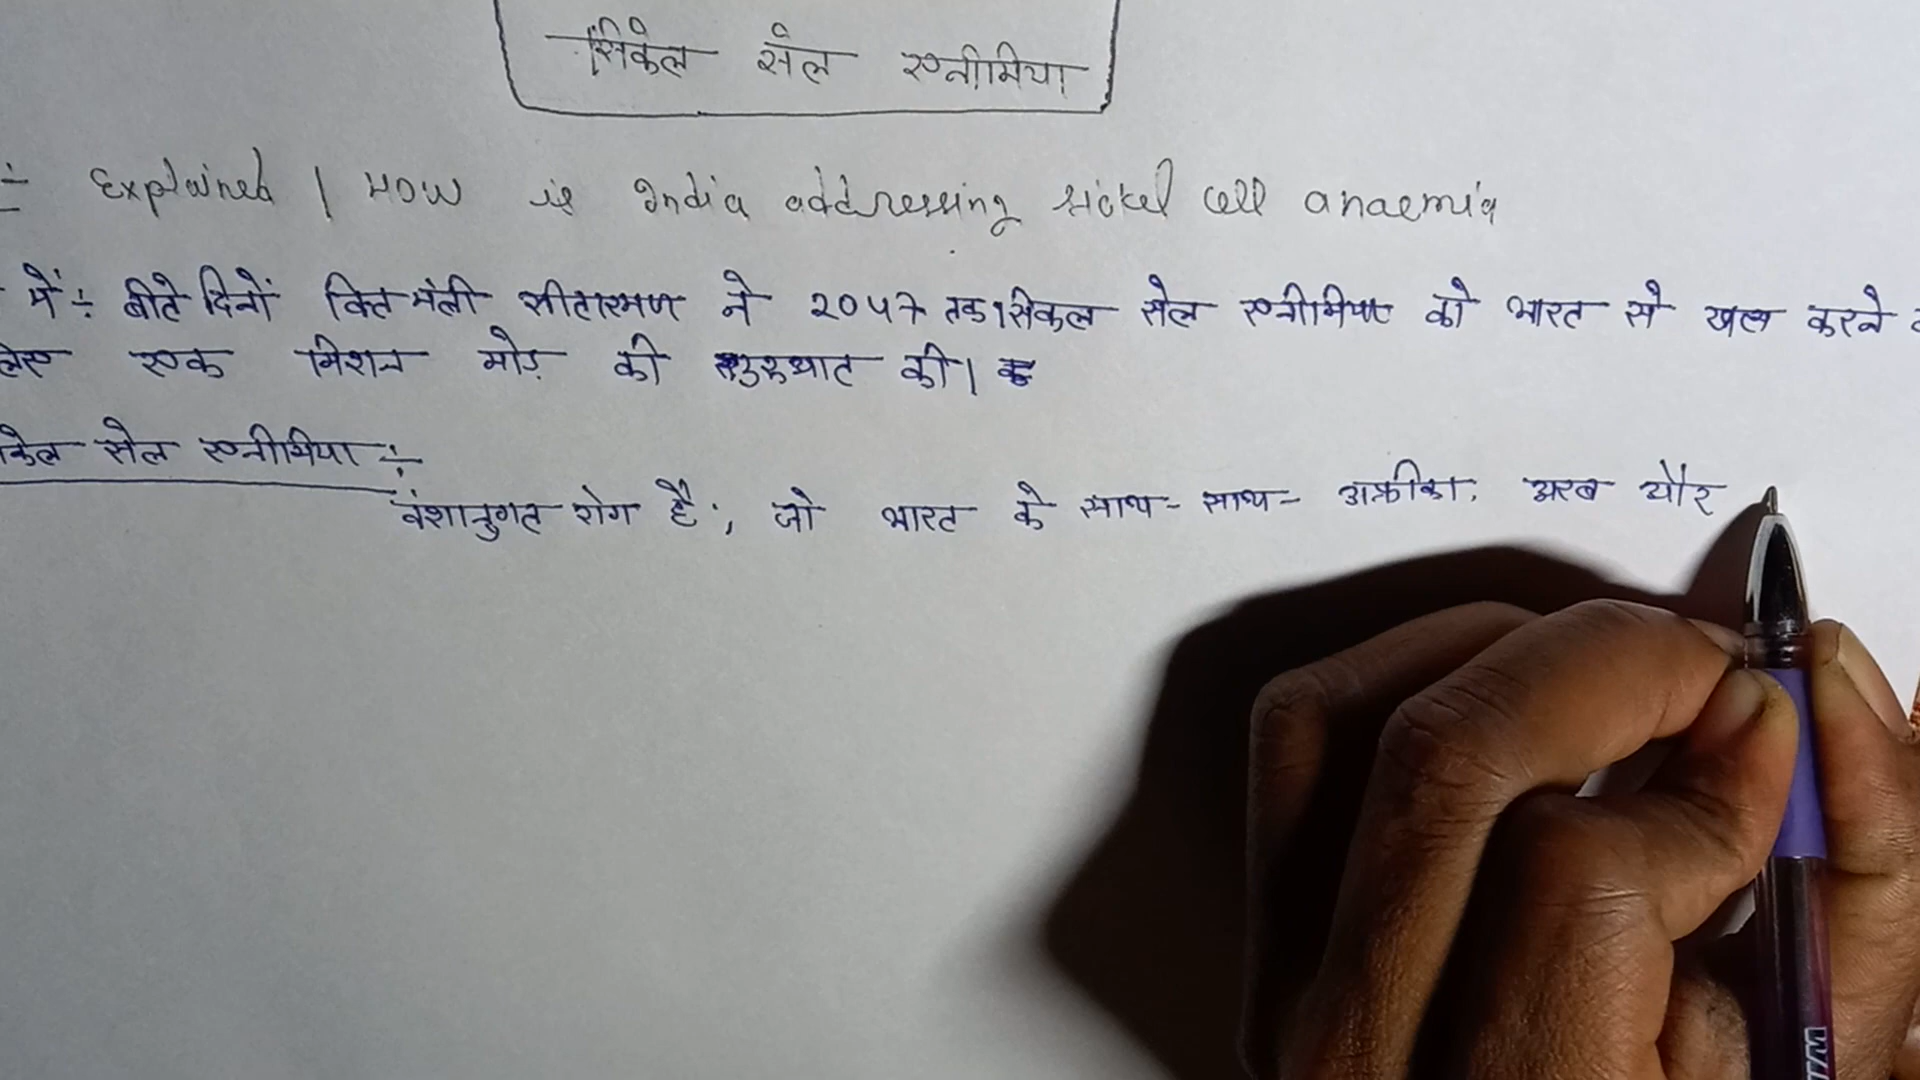 सिकेल सेल एनीमिया
÷ Explained | How is India addressing sickel cell anaemia
में ÷ बीते दिनों वित्त मंत्री सीतारमण ने 2047 तक सिकल सेल एनीमिया को भारत से खत्म करने
एक मिशन मोड़ की शुरुआत की।
सेल एनीमिया ÷
वंशानुगत रोग है, जो भारत के साथ-साथ- अफ्रीका, अरब और